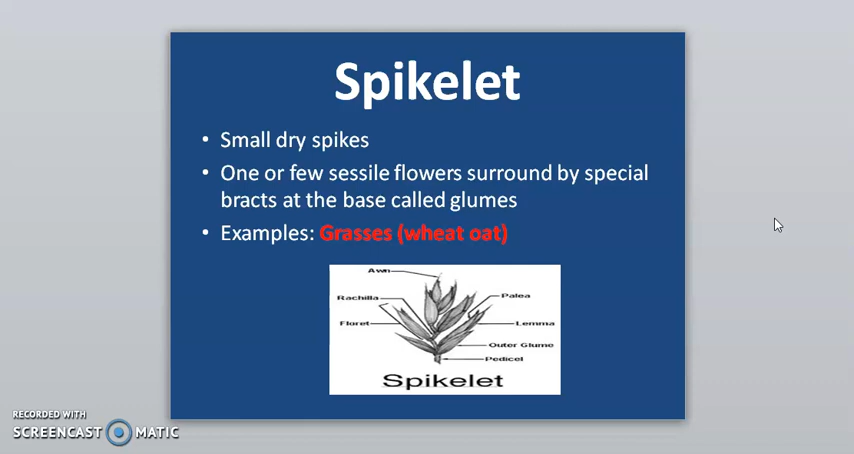 Spikelet
• Small dry spikes
• One or few sessile flowers surround by special
bracts at the base called glumes
• Examples: Grasses (wheat oat)
Awn
Rachilla
Palea
Floret
Lemma
Outer Glume
Pedicel
Spikelet
RECORDED WITH
SCREENCAST MATIC